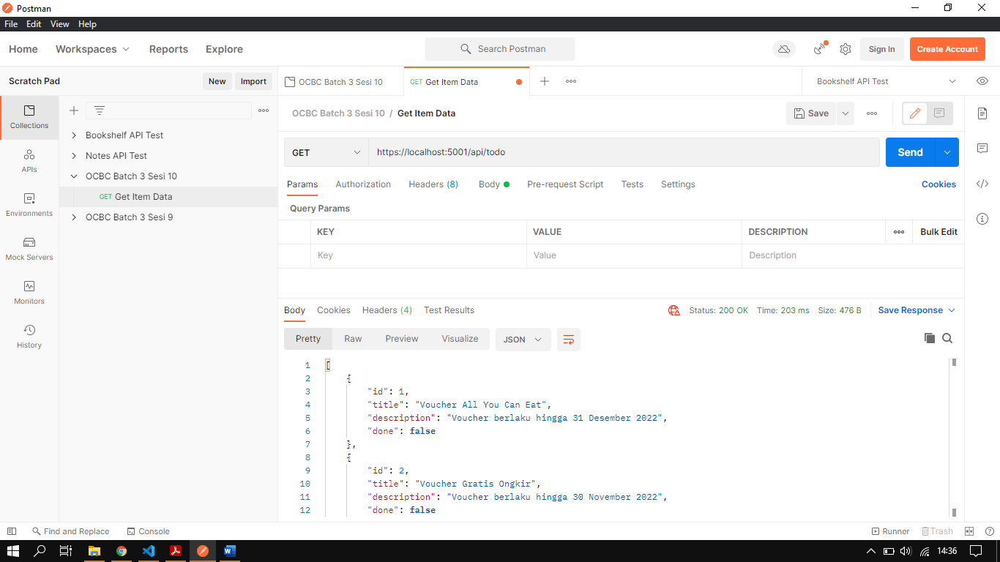 Postman
File Edit View Help
Home Workspaces Reports Explore Search Postman Sign In Create Account
Scratch Pad New Import
OCBC Batch 3 Sesi 10 GET Get Item Data Bookshelf API Test
Collections
APIs
Environments
Mock Servers
Monitors
History
Bookshelf API Test
Notes API Test
OCBC Batch 3 Sesi 10
GET Get Item Data
OCBC Batch 3 Sesi 9
OCBC Batch 3 Sesi 10 / Get Item Data Save
GET https://localhost:5001/api/todo Send
Params Authorization Headers (8) Body Pre-request Script Tests Settings Cookies
Query Params
KEY VALUE DESCRIPTION Bulk Edit
Key Value Description
Body Cookies Headers (4) Test Results Status: 200 OK Time: 203 ms Size: 476 B Save Response
Pretty Raw Preview Visualize JSON
1 [
2 {
3 "id": 1,
4 "title": "Voucher All You Can Eat",
5 "description": "Voucher berlaku hingga 31 Desember 2022",
6 "done": false
7 },
8 {
9 "id": 2,
10 "title": "Voucher Gratis Ongkir",
11 "description": "Voucher berlaku hingga 30 November 2022",
12 "done": false
Find and Replace Console Runner Trash
14:36